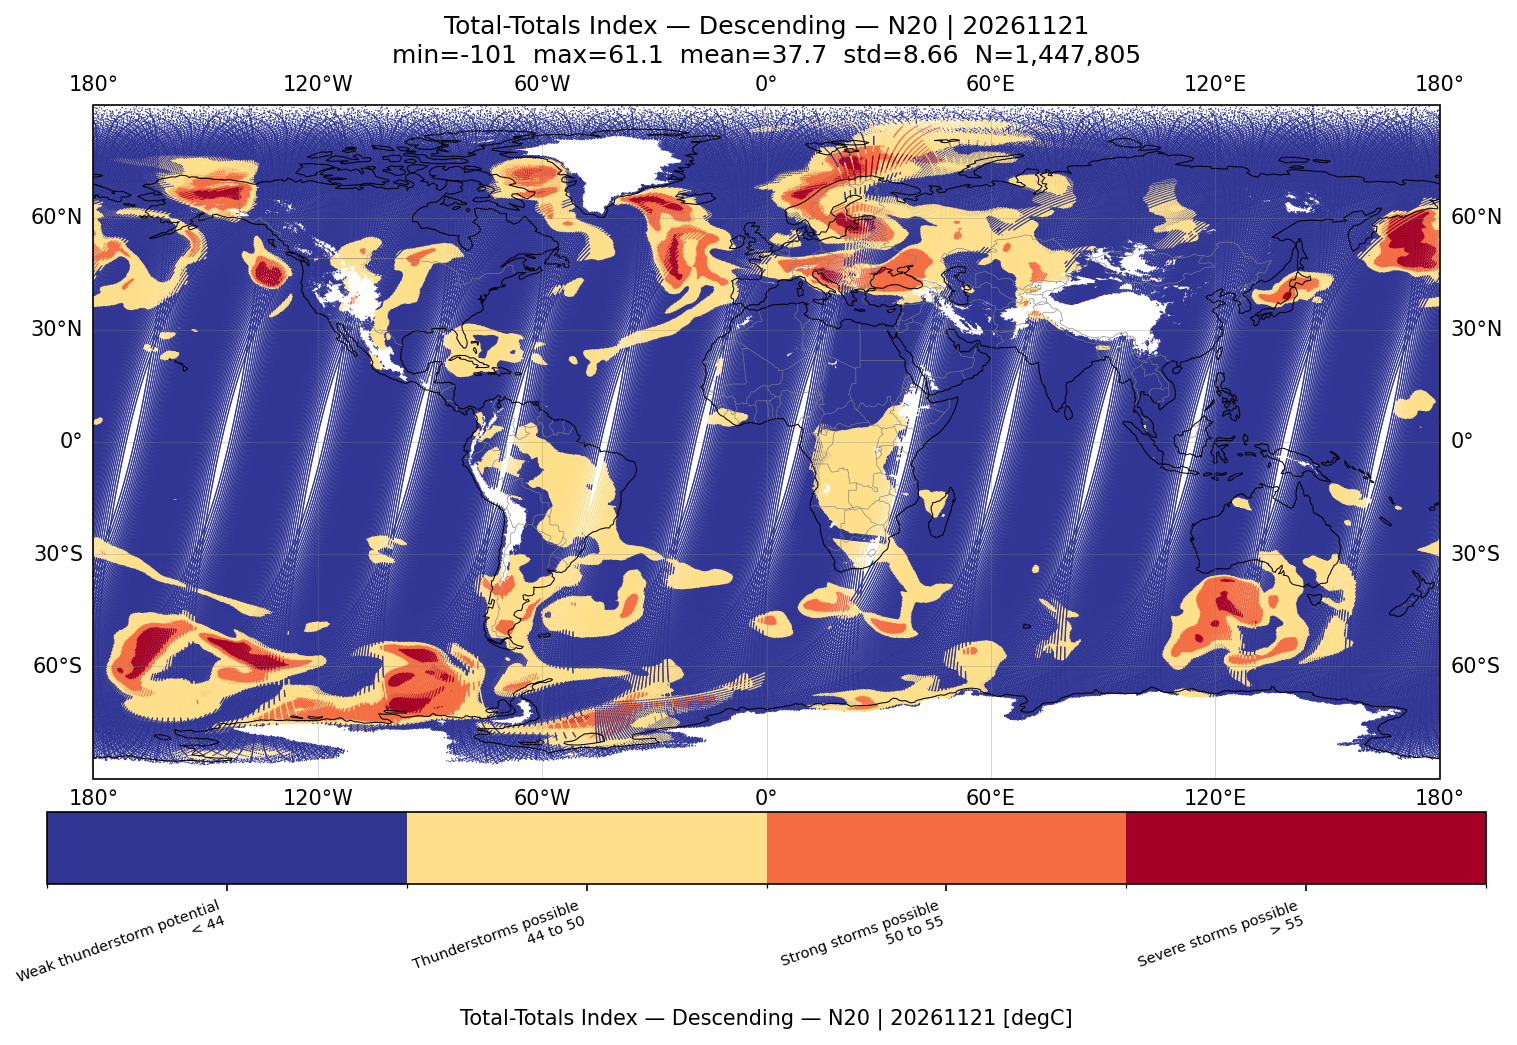 Total-Totals Index — Descending — N20 | 20261121
min=-101  max=61.1  mean=37.7  std=8.66  N=1,447,805
180° 120°W 60°W 0° 60°E 120°E 180°
60°N 60°N
30°N 30°N
0° 0°
30°S 30°S
60°S 60°S
180° 120°W 60°W 0° 60°E 120°E 180°
Weak thunderstorm potential
< 44
Thunderstorms possible
44 to 50
Strong storms possible
50 to 55
Severe storms possible
> 55
Total-Totals Index — Descending — N20 | 20261121 [degC]